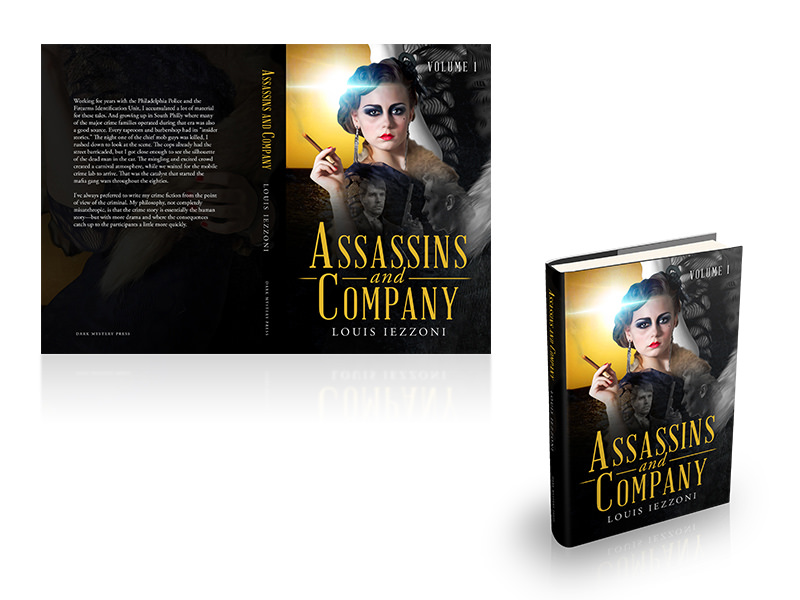 Working for years with the Philadelphia Police and the
Firearms Identification Unit, I accumulated a lot of material
for these tales. And growing up in South Philly where many
of the major crime families operated during that era was also
a good source. Every taproom and barbershop had its "insider
stories." The night one of the chief mob guys was killed, I
rushed down to look at the scene. The cops already had the
street barricaded, but I got close enough to see the silhouette
of the dead man in the car. The mingling and excited crowd
created a carnival atmosphere, while we waited for the mobile
crime lab to arrive. That was the catalyst that started the
mafia gang wars throughout the eighties.
I've always preferred to write my crime fiction from the point
of view of the criminal. My philosophy, not completely
misanthropic, is that the crime story is essentially the human
story—but with more drama and where the consequences
catch up to the participants a little more quickly.
DARK MYSTERY PRESS
ASSASSINS AND COMPANY
LOUIS IEZZONI
DARK MYSTERY PRESS
VOLUME I
ASSASSINS
and
COMPANY
LOUIS IEZZONI
ASSASSINS AND COMPANY
LOUIS IEZZONI
VOLUME I
ASSASSINS
and
COMPANY
LOUIS IEZZONI